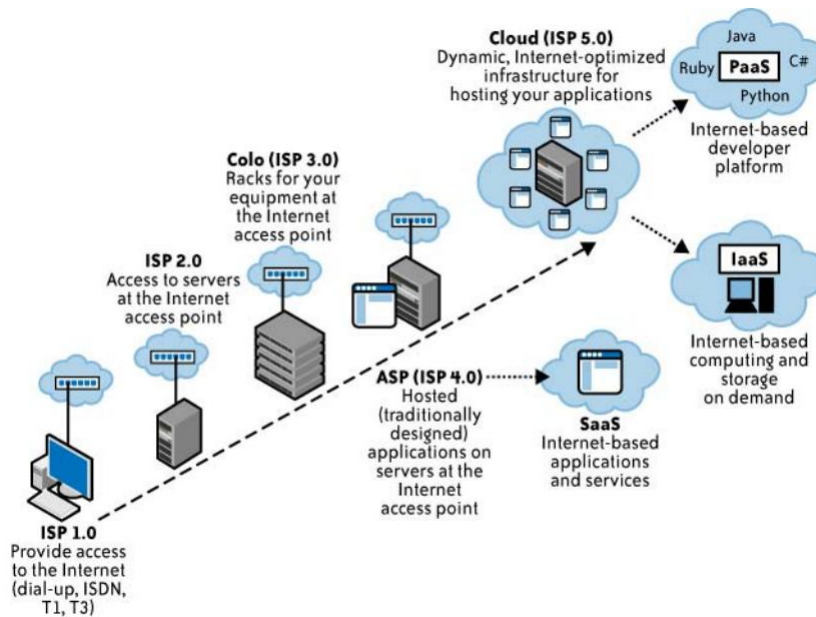 Cloud (ISP 5.0)
Dynamic, Internet-optimized
infrastructure for
hosting your applications
Java
Ruby
PaaS
C#
Python
Internet-based
developer
platform
Colo (ISP 3.0)
Racks for your
equipment at
the Internet
access point
ISP 2.0
Access to servers
at the Internet
access point
IaaS
Internet-based
computing and
storage
on demand
ASP (ISP 4.0)
Hosted
(traditionally
designed)
applications on
servers at the
Internet
access point
SaaS
Internet-based
applications
and services
ISP 1.0
Provide access
to the Internet
(dial-up, ISDN,
T1, T3)